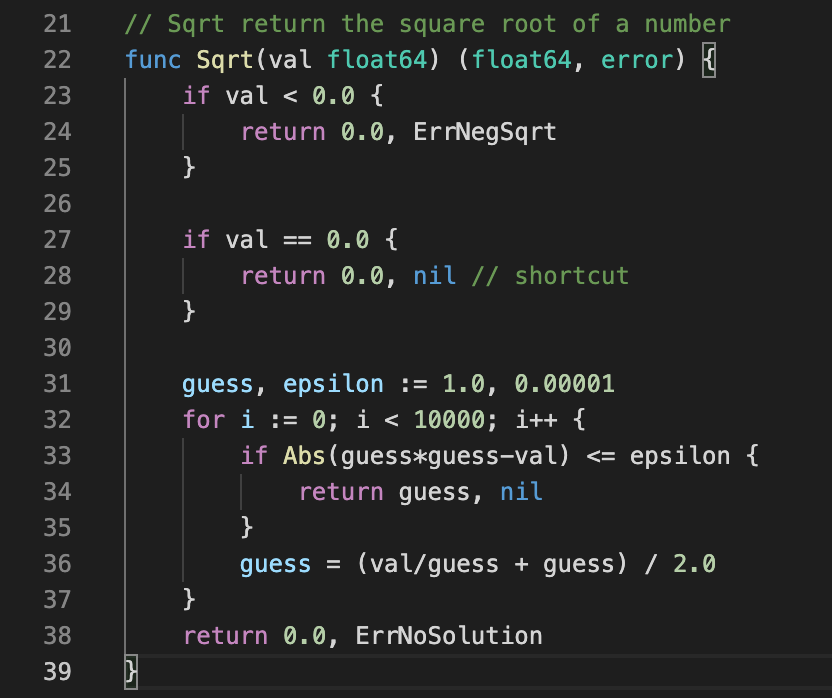 21 // Sqrt return the square root of a number
22 func Sqrt(val float64) (float64, error) {
23     if val < 0.0 {
24         return 0.0, ErrNegSqrt
25     }
26
27     if val == 0.0 {
28         return 0.0, nil // shortcut
29     }
30
31     guess, epsilon := 1.0, 0.00001
32     for i := 0; i < 10000; i++ {
33         if Abs(guess*guess-val) <= epsilon {
34             return guess, nil
35         }
36         guess = (val/guess + guess) / 2.0
37     }
38     return 0.0, ErrNoSolution
39 }